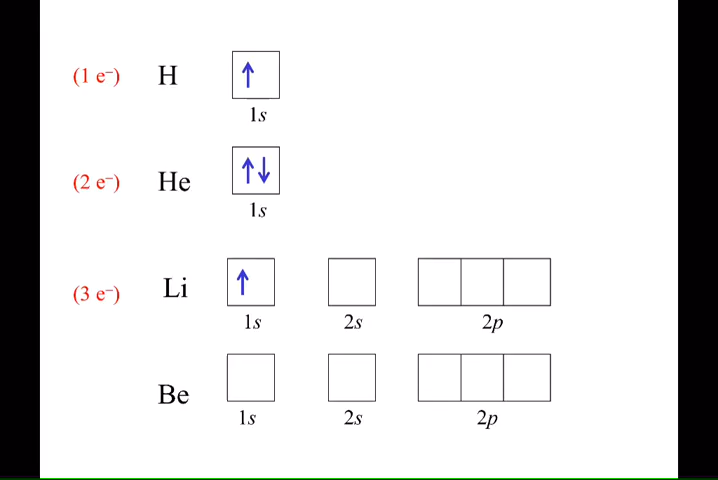 (1 e⁻) H ↑
1s
(2 e⁻) He ↑↓
1s
(3 e⁻) Li ↑
1s 2s 2p
Be
1s 2s 2p